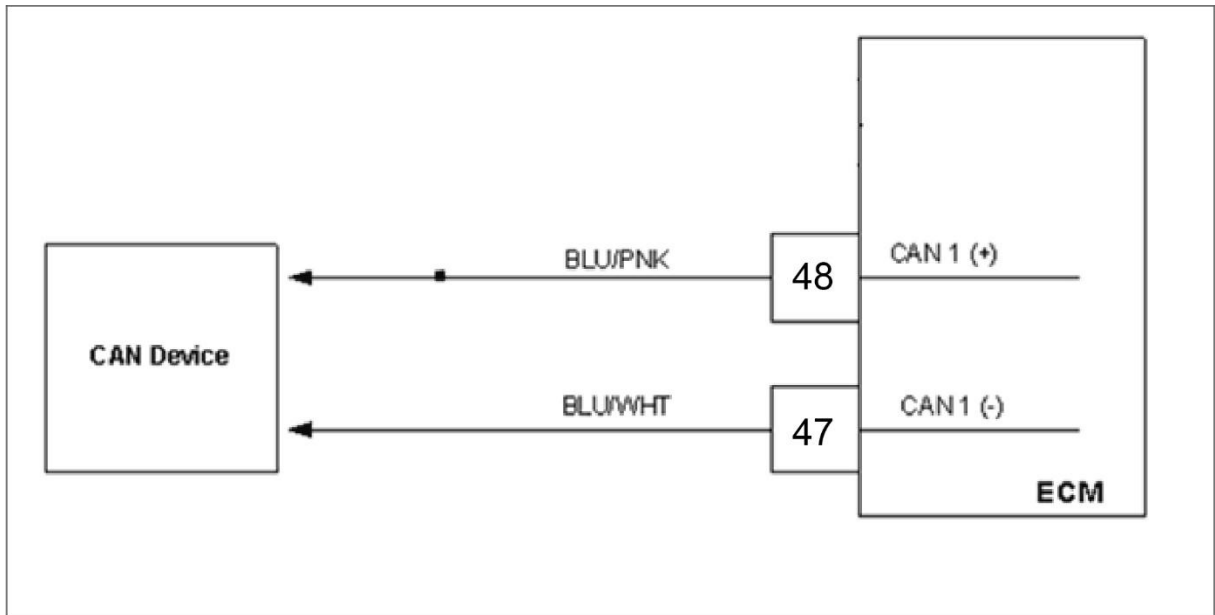 BLU/PNK
48
CAN 1 (+)
CAN Device
BLU/WHT
47
CAN 1 (-)
ECM